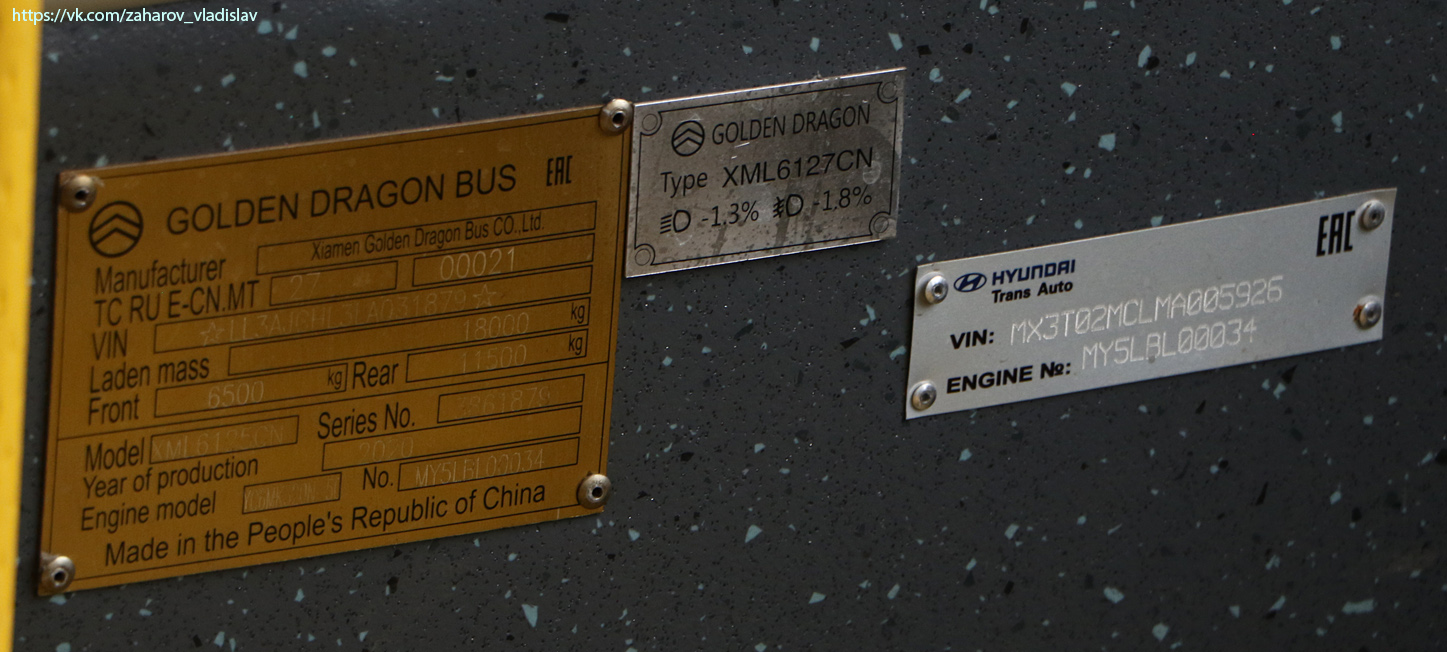 https://vk.com/zaharov_vladislav
GOLDEN DRAGON BUS EAC
Manufacturer Xiamen Golden Dragon Bus CO.,Ltd.
TC RU E-CN.MT 07 00021
VIN
Laden mass 18000 kg
Front 6500 kg Rear 11500 kg
Model Series No.
Year of production 2020
Engine model No. MY5LBL00034
Made in the People's Republic of China
GOLDEN DRAGON
Type XML6127CN
-1.3% -1.8%
HYUNDAI EAC
Trans Auto
VIN: MX3T02MCLMA005926
ENGINE №: MY5LBL00034